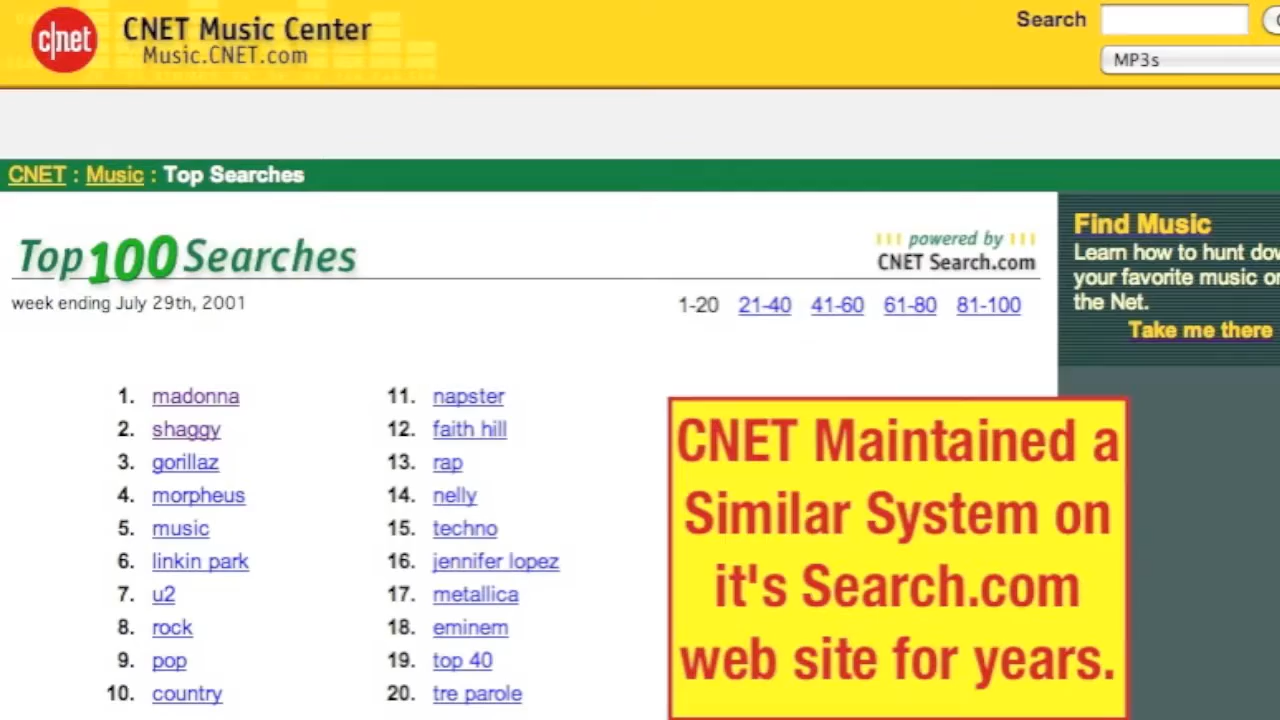 c|net
CNET Music Center
Music.CNET.com
Search
MP3s
CNET : Music : Top Searches
Top 100 Searches
powered by
CNET Search.com
week ending July 29th, 2001
1-20 21-40 41-60 61-80 81-100
Find Music
Learn how to hunt
your favorite music
the Net.
Take me there
1. madonna
2. shaggy
3. gorillaz
4. morpheus
5. music
6. linkin park
7. u2
8. rock
9. pop
10. country
11. napster
12. faith hill
13. rap
14. nelly
15. techno
16. jennifer lopez
17. metallica
18. eminem
19. top 40
20. tre parole
CNET Maintained a
Similar System on
it's Search.com
web site for years.